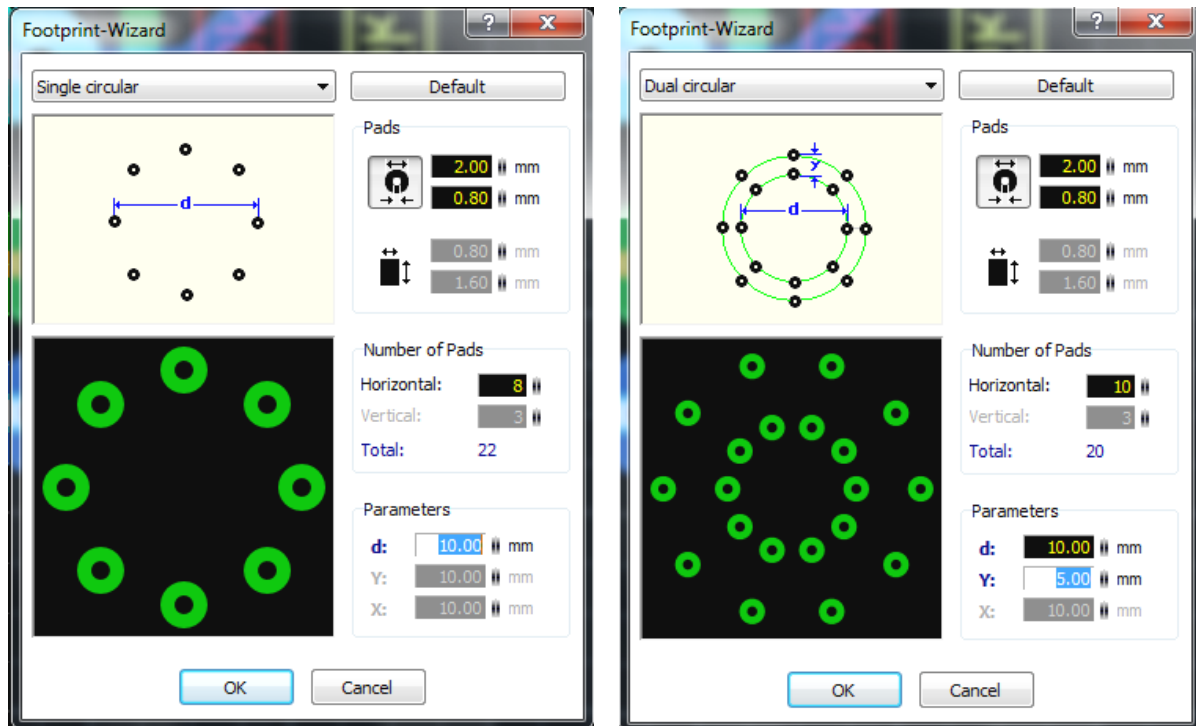 Footprint-Wizard
?
X
Single circular
Default
d
Pads
2.00 mm
0.80 mm
0.80 mm
1.60 mm
Number of Pads
Horizontal: 8
Vertical: 3
Total: 22
Parameters
d: 10.00 mm
Y: 10.00 mm
X: 10.00 mm
OK
Cancel
Footprint-Wizard
?
X
Dual circular
Default
Y
d
Pads
2.00 mm
0.80 mm
0.80 mm
1.60 mm
Number of Pads
Horizontal: 10
Vertical: 3
Total: 20
Parameters
d: 10.00 mm
Y: 5.00 mm
X: 10.00 mm
OK
Cancel